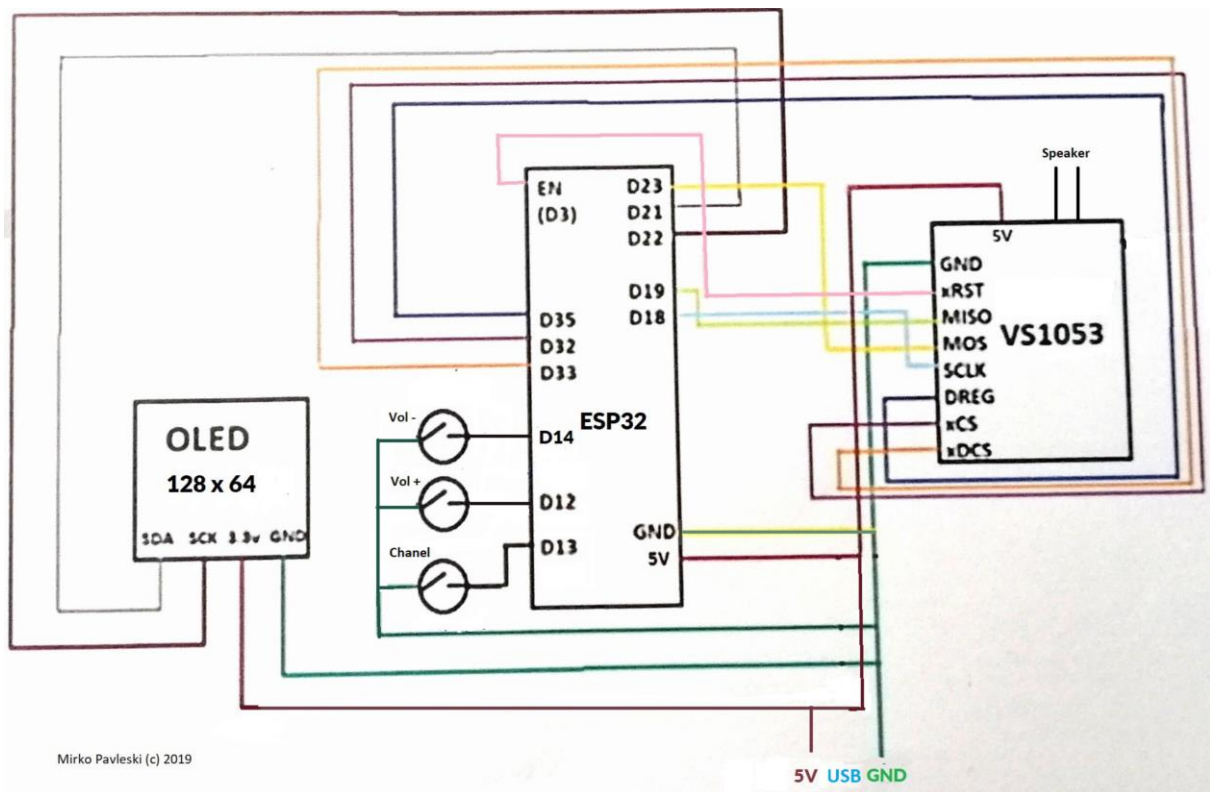 Speaker
EN
(D3)
D35
D32
D33
D14
D12
D13
D23
D21
D22
D19
D18
ESP32
GND
5V
5V
GND
xRST
MISO
MOS
SCLK
DREG
xCS
xDCS
VS1053
OLED
128 x 64
SDA SCK 3.3v GND
Vol -
Vol +
Chanel
Mirko Pavleski (c) 2019
5V USB GND